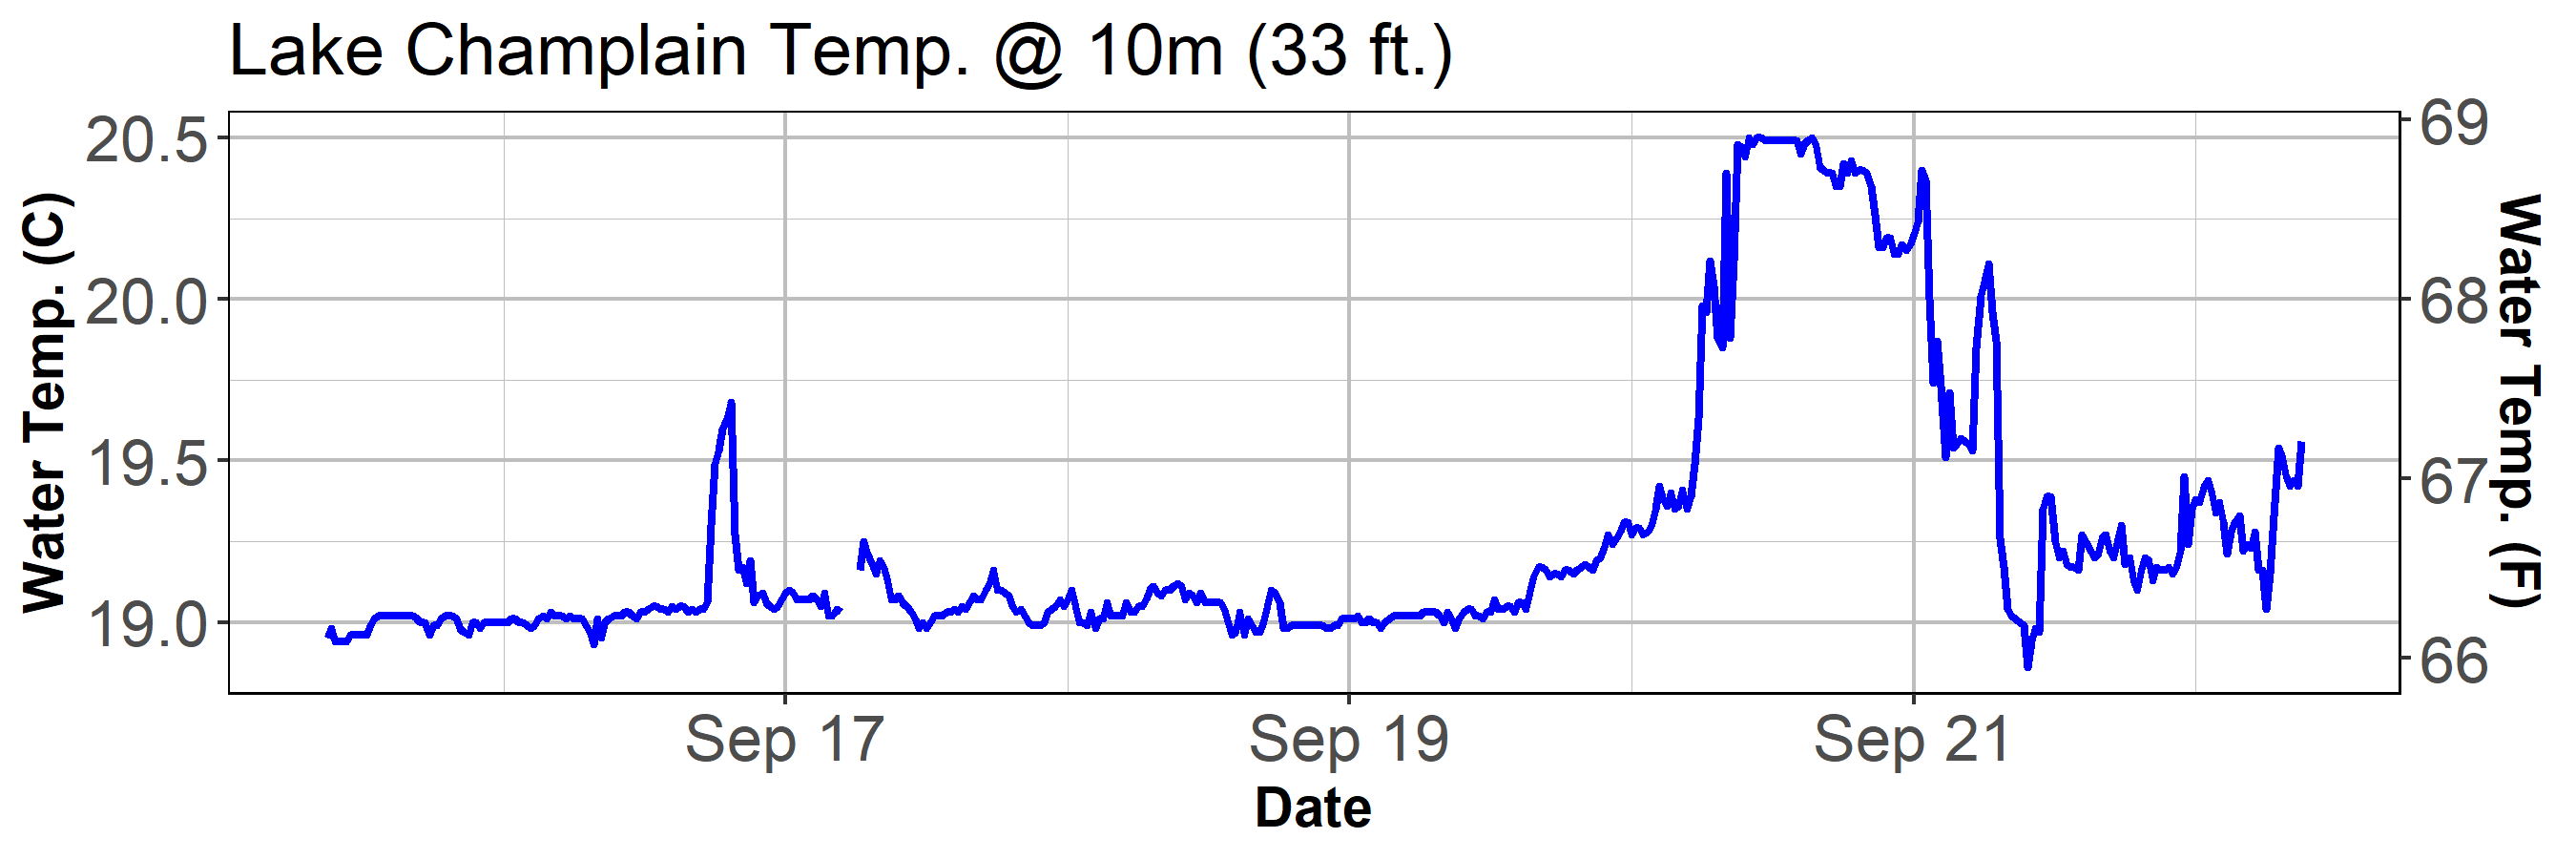 Lake Champlain Temp. @ 10m (33 ft.)
Water Temp. (C)
20.5
20.0
19.5
19.0
69
68
67
66
Water Temp. (F)
Sep 17
Sep 19
Sep 21
Date